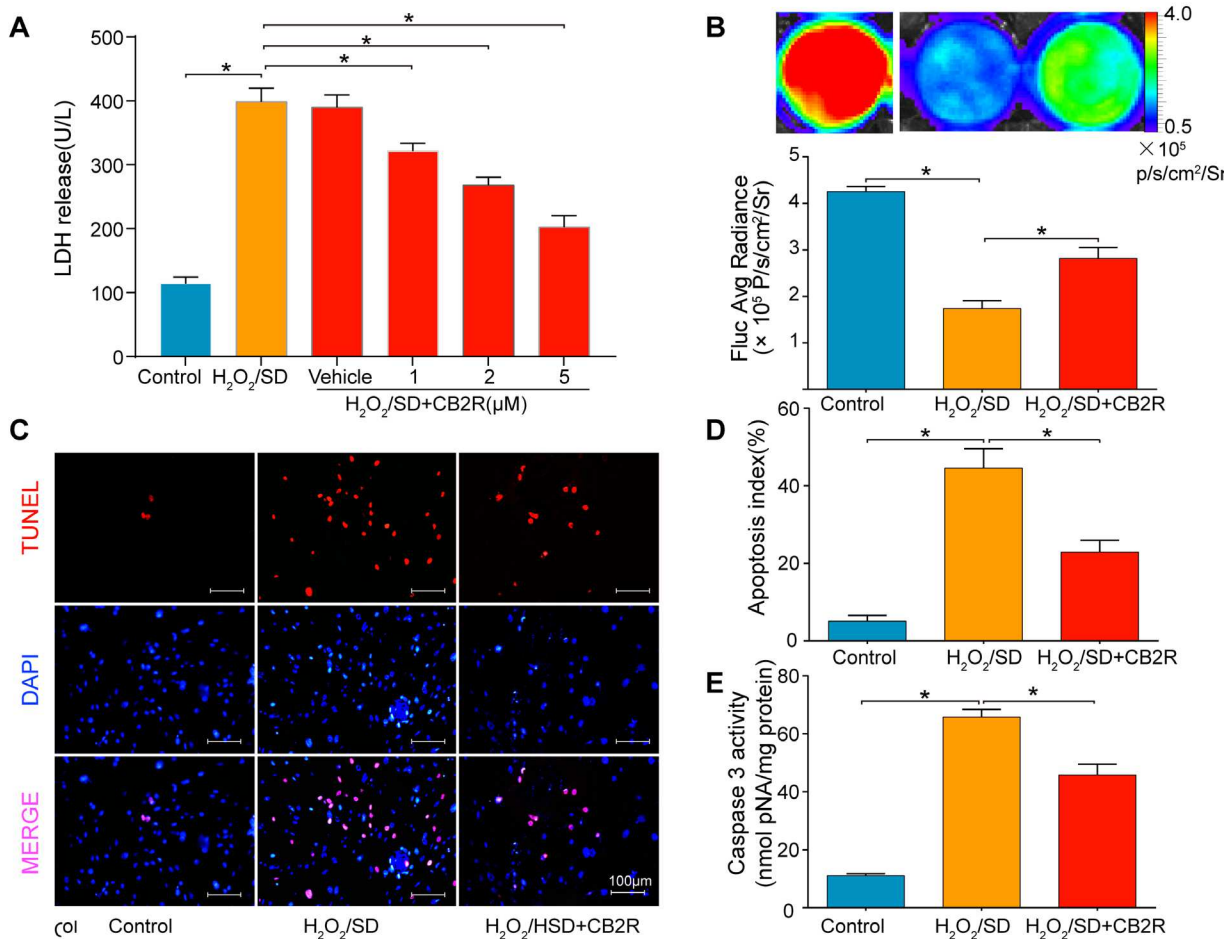 A
500
400
300
200
100
0
LDH release(U/L)
*
*
*
*
Control
H₂O₂/SD
Vehicle
1
2
5
H₂O₂/SD+CB2R(μM)
B
4.0
0.5
× 10⁵
p/s/cm²/Sr
5
4
3
2
1
Fluc Avg Radiance
(× 10⁵ P/s/cm²/Sr)
*
*
Control
H₂O₂/SD
H₂O₂/SD+CB2R
C
TUNEL
DAPI
MERGE
100μm
Control
H₂O₂/SD
H₂O₂/HSD+CB2R
D
60
40
20
0
Apoptosis index(%)
*
*
Control
H₂O₂/SD
H₂O₂/SD+CB2R
E
80
60
40
20
0
Caspase 3 activity
(nmol pNA/mg protein)
*
*
Control
H₂O₂/SD
H₂O₂/SD+CB2R